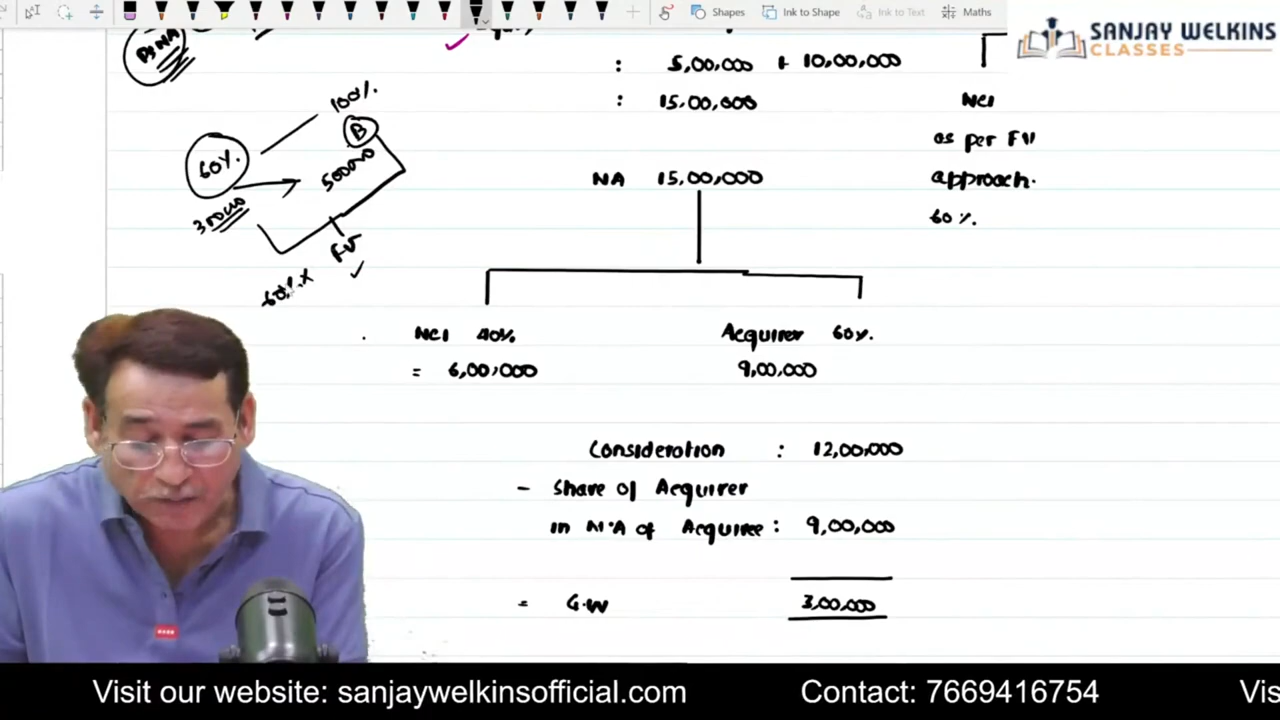 Shapes
Ink to Shape
Ink to Text
Maths
SANJAY WELKINS
CLASSES
PSNA
: 5,00,000 + 10,00,000
: 15,00,000
NA 15,00,000
100%
60%
B
500000
30000
F.V
60% x
NCI
as per FV
approach.
60%.
NCI 40%
= 6,00,000
Acquirer 60%.
9,00,000
Consideration : 12,00,000
- Share of Acquirer
in N.A of Acquiree : 9,00,000
= G.W 3,00,000
Visit our website: sanjaywelkinsofficial.com
Contact: 7669416754
Vis